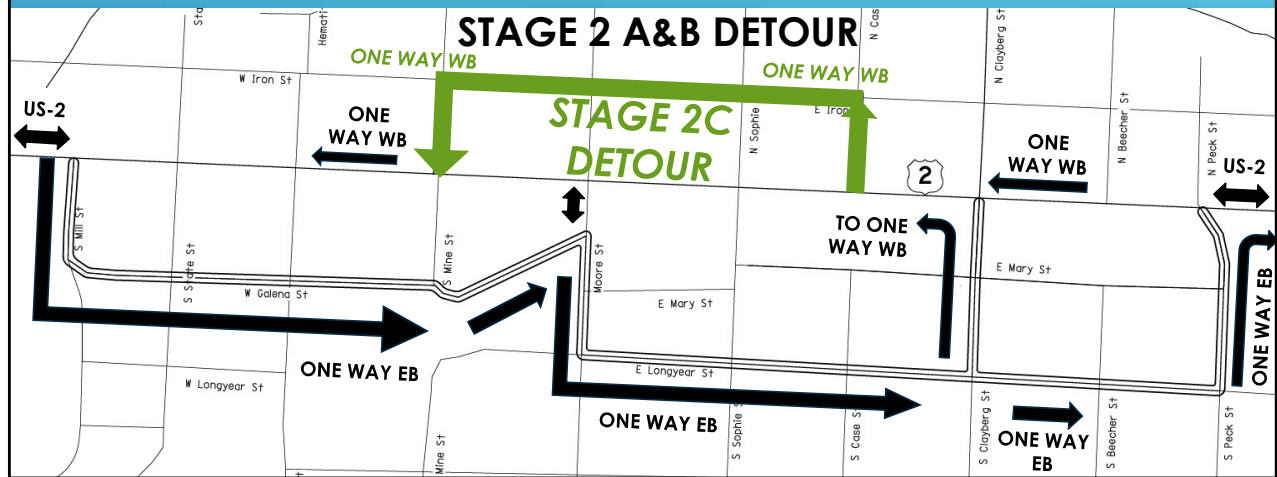 STAGE 2 A&B DETOUR
Sta
Hemati
N Cas
N Clayberg St
ONE WAY WB
ONE WAY WB
W Iron St
E Iron
STAGE 2C
DETOUR
US-2
ONE
WAY WB
N Sophie
N Beecher St
N Peck St
ONE
WAY WB
2
US-2
S Mill St
S State St
S Mine St
Moore St
TO ONE
WAY WB
E Mary St
W Galena St
E Mary St
ONE WAY EB
ONE WAY EB
W Longyear St
E Longyear St
ONE WAY EB
Mine St
S Sophie
S Case St
S Clayberg St
ONE WAY
EB
S Beecher St
S Peck St